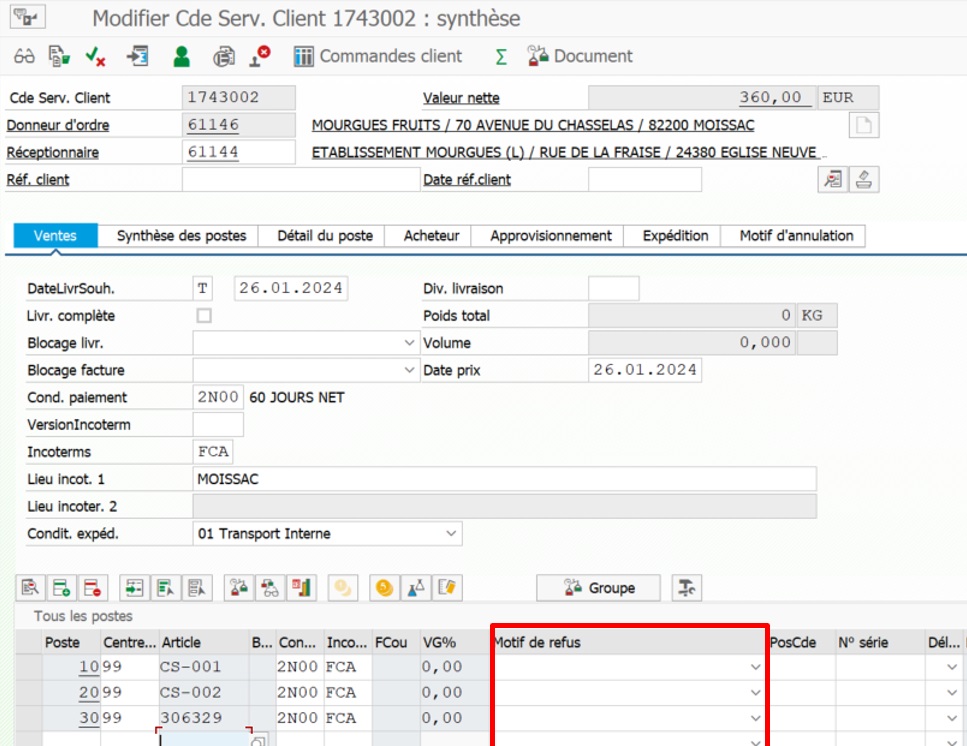 Modifier Cde Serv. Client 1743002 : synthèse
Commandes client Σ Document
Cde Serv. Client 1743002 Valeur nette 360,00 EUR
Donneur d'ordre 61146 MOURGUES FRUITS / 70 AVENUE DU CHASSELAS / 82200 MOISSAC
Réceptionnaire 61144 ETABLISSEMENT MOURGUES (L) / RUE DE LA FRAISE / 24380 EGLISE NEUVE ..
Réf. client Date réf.client
Ventes Synthèse des postes Détail du poste Acheteur Approvisionnement Expédition Motif d'annulation
DateLivrSouh. T 26.01.2024 Div. livraison
Livr. complète Poids total 0 KG
Blocage livr. Volume 0,000
Blocage facture Date prix 26.01.2024
Cond. paiement 2N00 60 JOURS NET
VersionIncoterm
Incoterms FCA
Lieu incot. 1 MOISSAC
Lieu incoter. 2
Condit. expéd. 01 Transport Interne
Groupe
Tous les postes
Poste Centre... Article B... Con... Inco... FCou VG% Motif de refus PosCde N° série Dél...
10 99 CS-001 2N00 FCA 0,00
20 99 CS-002 2N00 FCA 0,00
30 99 306329 2N00 FCA 0,00